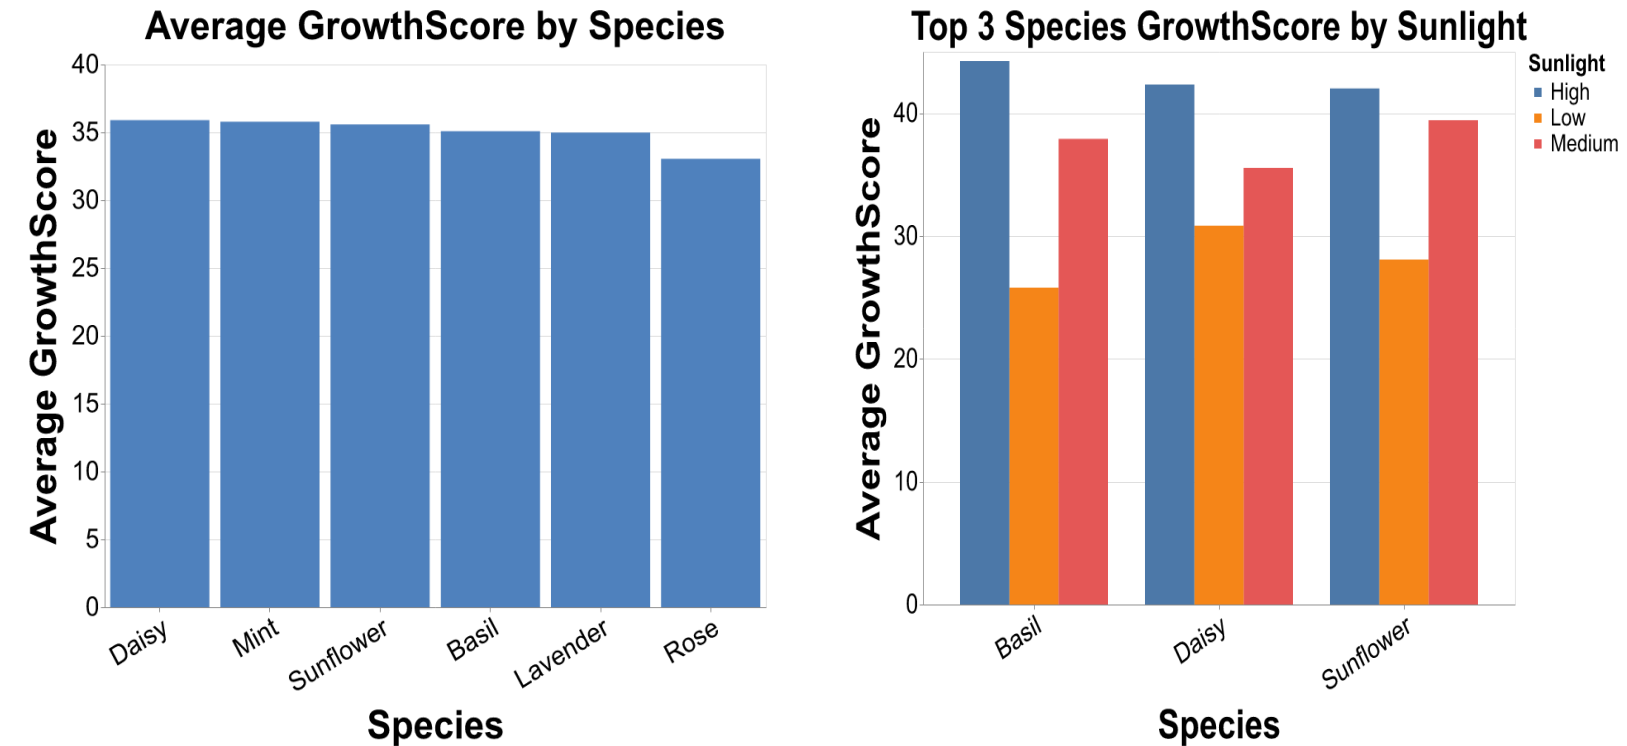 Average GrowthScore by Species
Average GrowthScore
40
35
30
25
20
15
10
5
0
Daisy
Mint
Sunflower
Basil
Lavender
Rose
Species
Top 3 Species GrowthScore by Sunlight
Average GrowthScore
40
30
20
10
0
Basil
Daisy
Sunflower
Species
Sunlight
High
Low
Medium